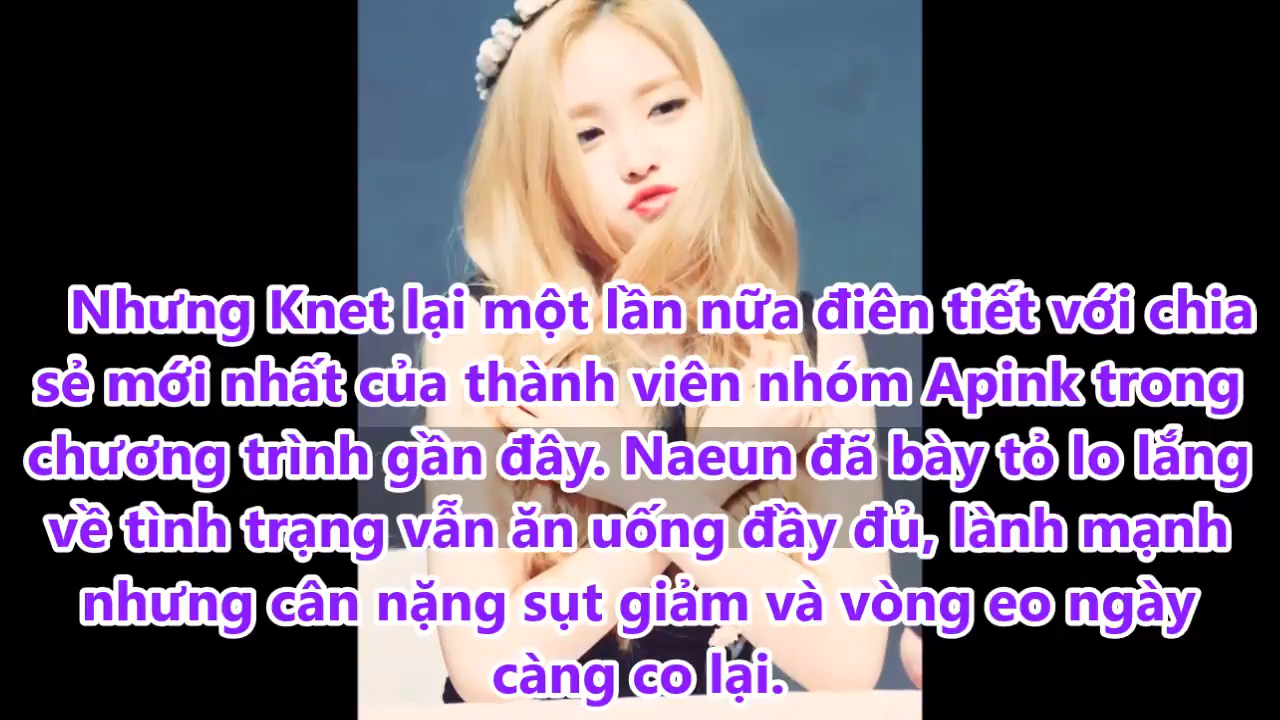 Nhưng Knet lại một lần nữa điên tiết với chia
sẻ mới nhất của thành viên nhóm Apink trong
chương trình gần đây. Naeun đã bày tỏ lo lắng
về tình trạng vẫn ăn uống đầy đủ, lành mạnh
nhưng cân nặng sụt giảm và vòng eo ngày
càng co lại.